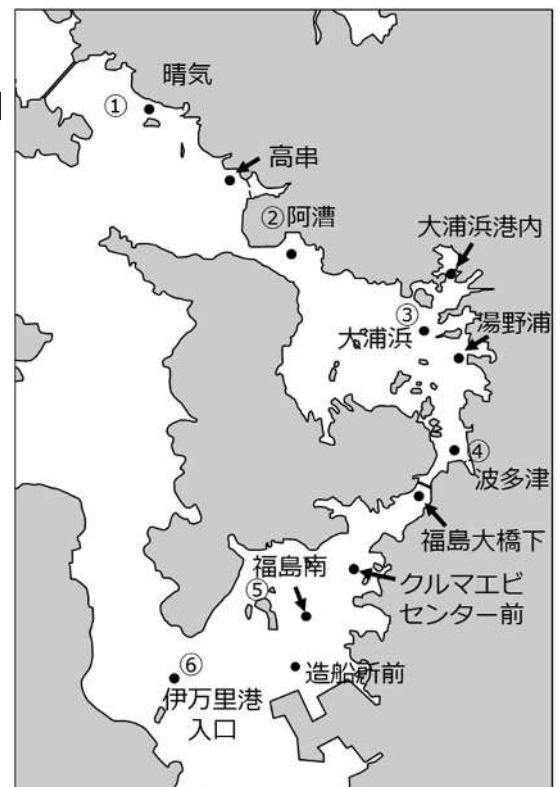 晴気
①
高串
②阿漕
大浦浜港内
③
大浦浜
湯野浦
④
波多津
福島大橋下
福島南
⑤
クルマエビ
センター前
⑥
造船所前
伊万里港
入口